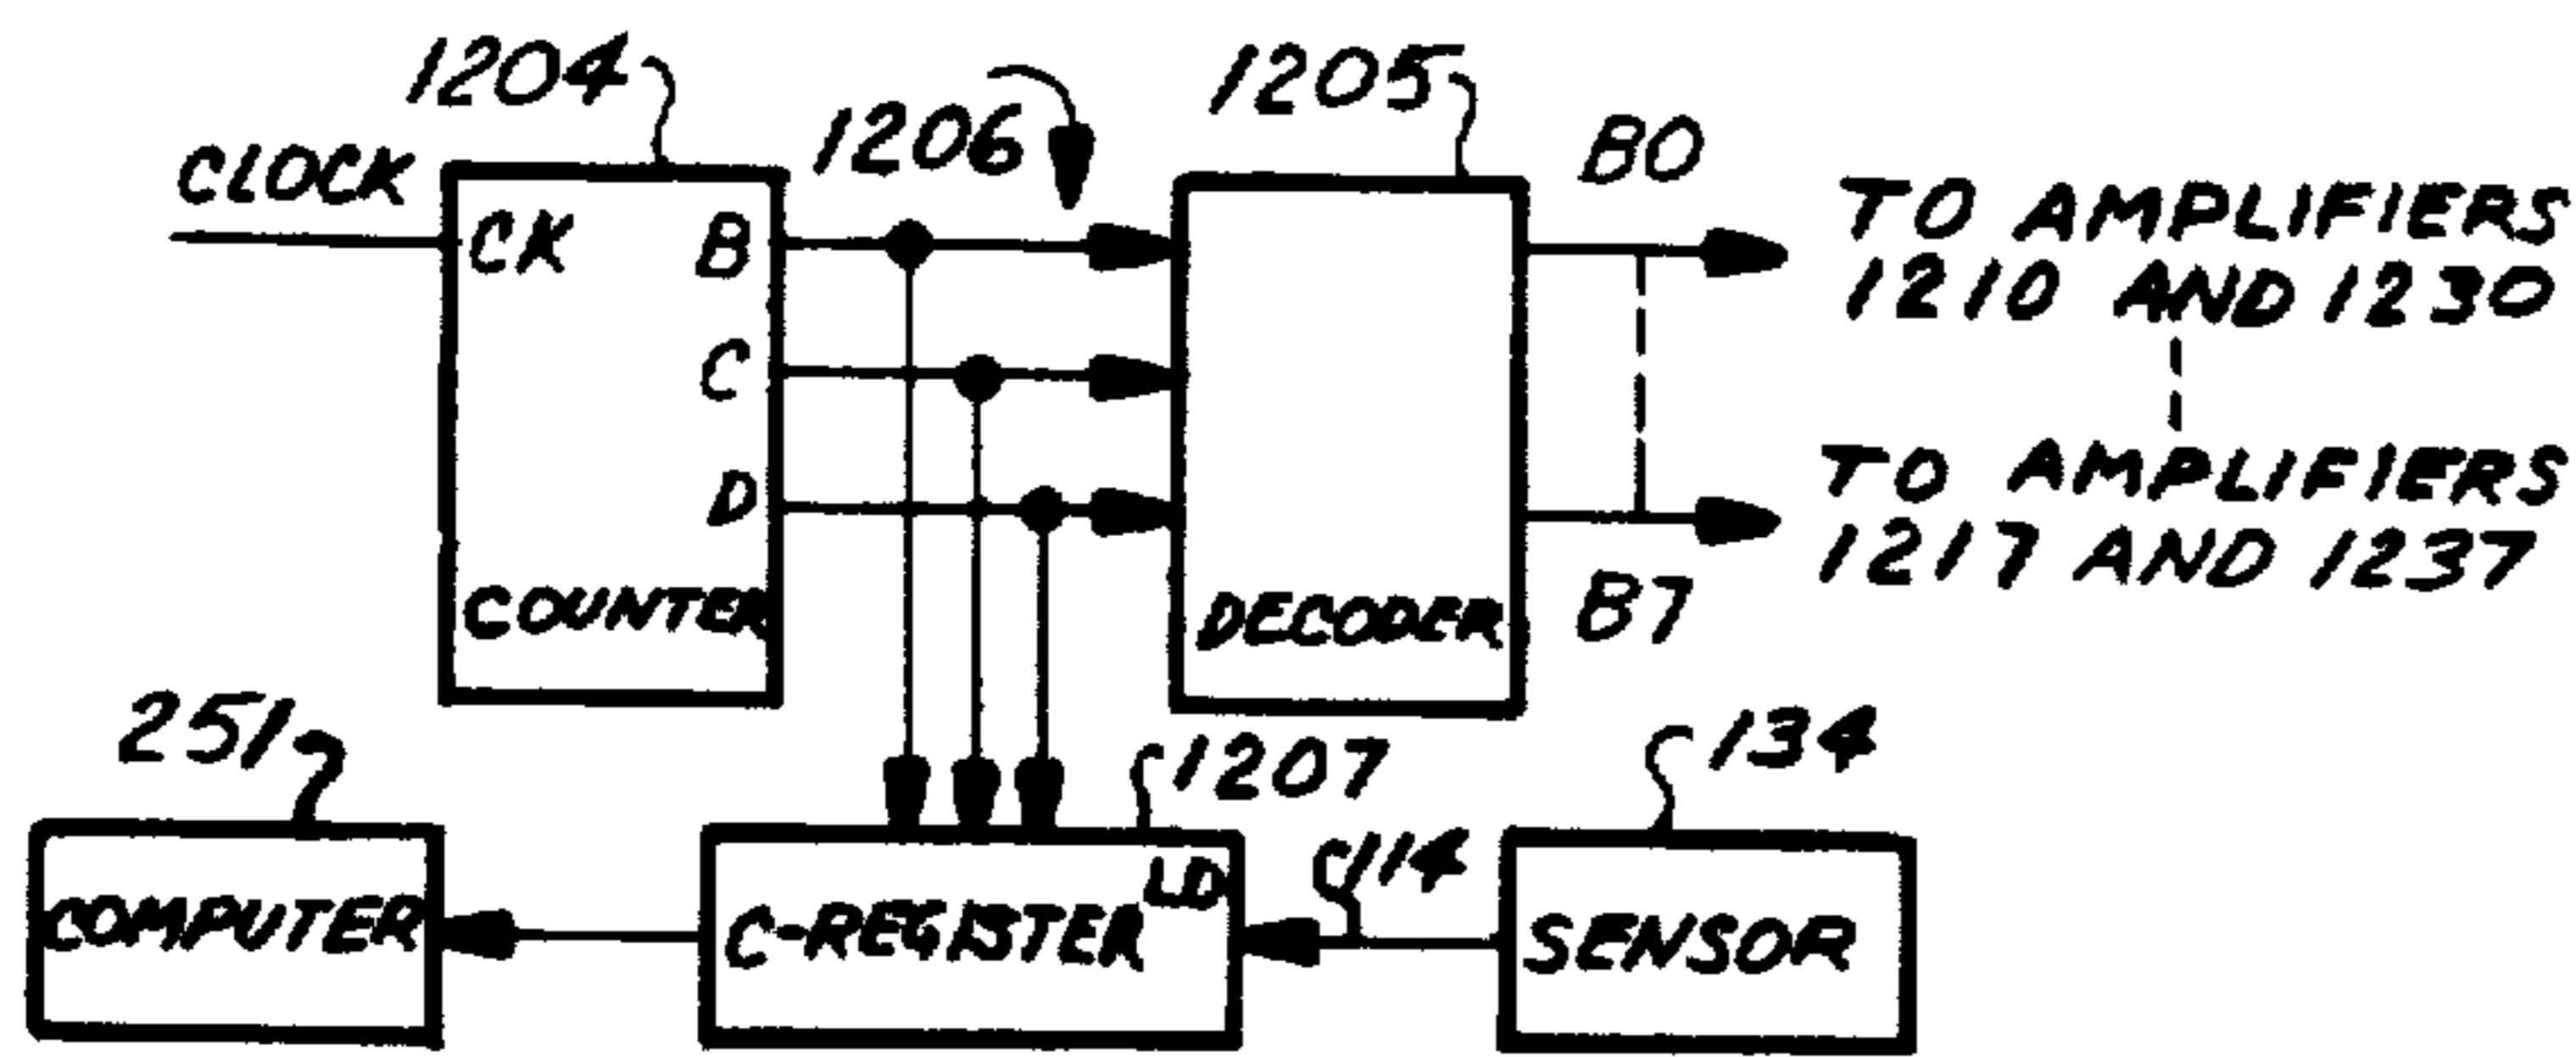 1204
1206
1205
CLOCK
CK
B
C
D
COUNTER
DECODER
B0
TO AMPLIFIERS
1210 AND 1230
TO AMPLIFIERS
1217 AND 1237
B7
251
1207
134
114
COMPUTER
C-REGISTER
LD
SENSOR